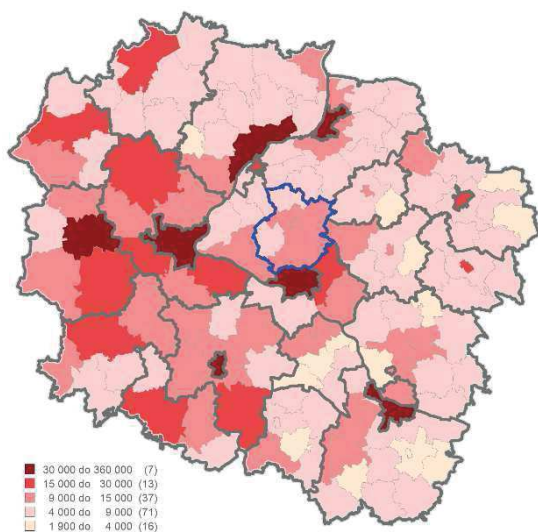 30 000 do 360 000 (7)
15 000 do 30 000 (13)
9 000 do 15 000 (37)
4 000 do 9 000 (71)
1 900 do 4 000 (16)